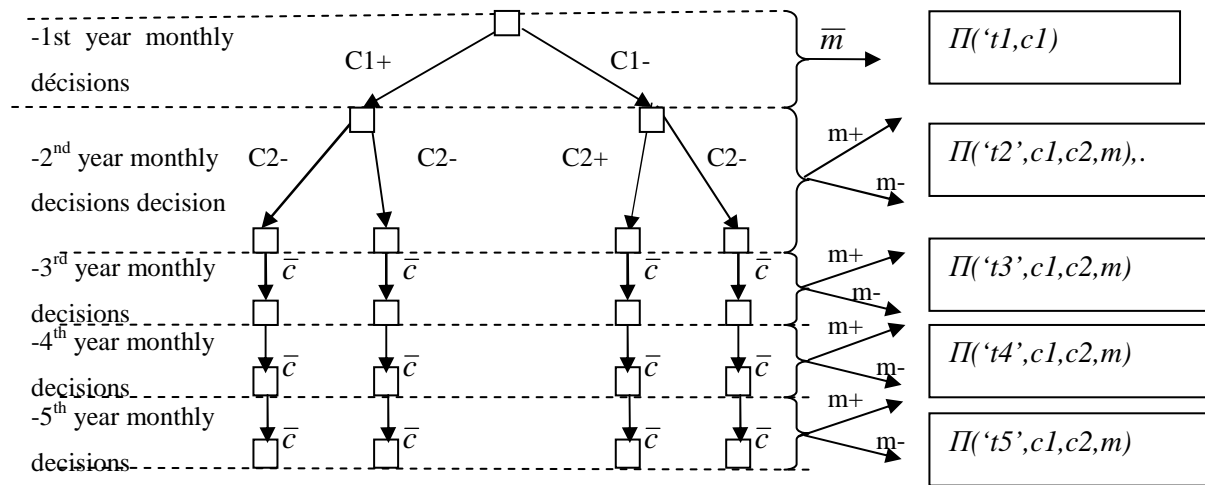 -1st year monthly
décisions
C1+
C1-
m̅
Π(‘t1,c1)
-2nd year monthly
decisions decision
C2-
C2-
C2+
C2-
m+
m-
Π(‘t2’,c1,c2,m),.
-3rd year monthly
decisions
c̅
c̅
c̅
c̅
m+
m-
Π(‘t3’,c1,c2,m)
-4th year monthly
decisions
c̅
c̅
c̅
c̅
m+
m-
Π(‘t4’,c1,c2,m)
-5th year monthly
decisions
c̅
c̅
c̅
c̅
m+
m-
Π(‘t5’,c1,c2,m)